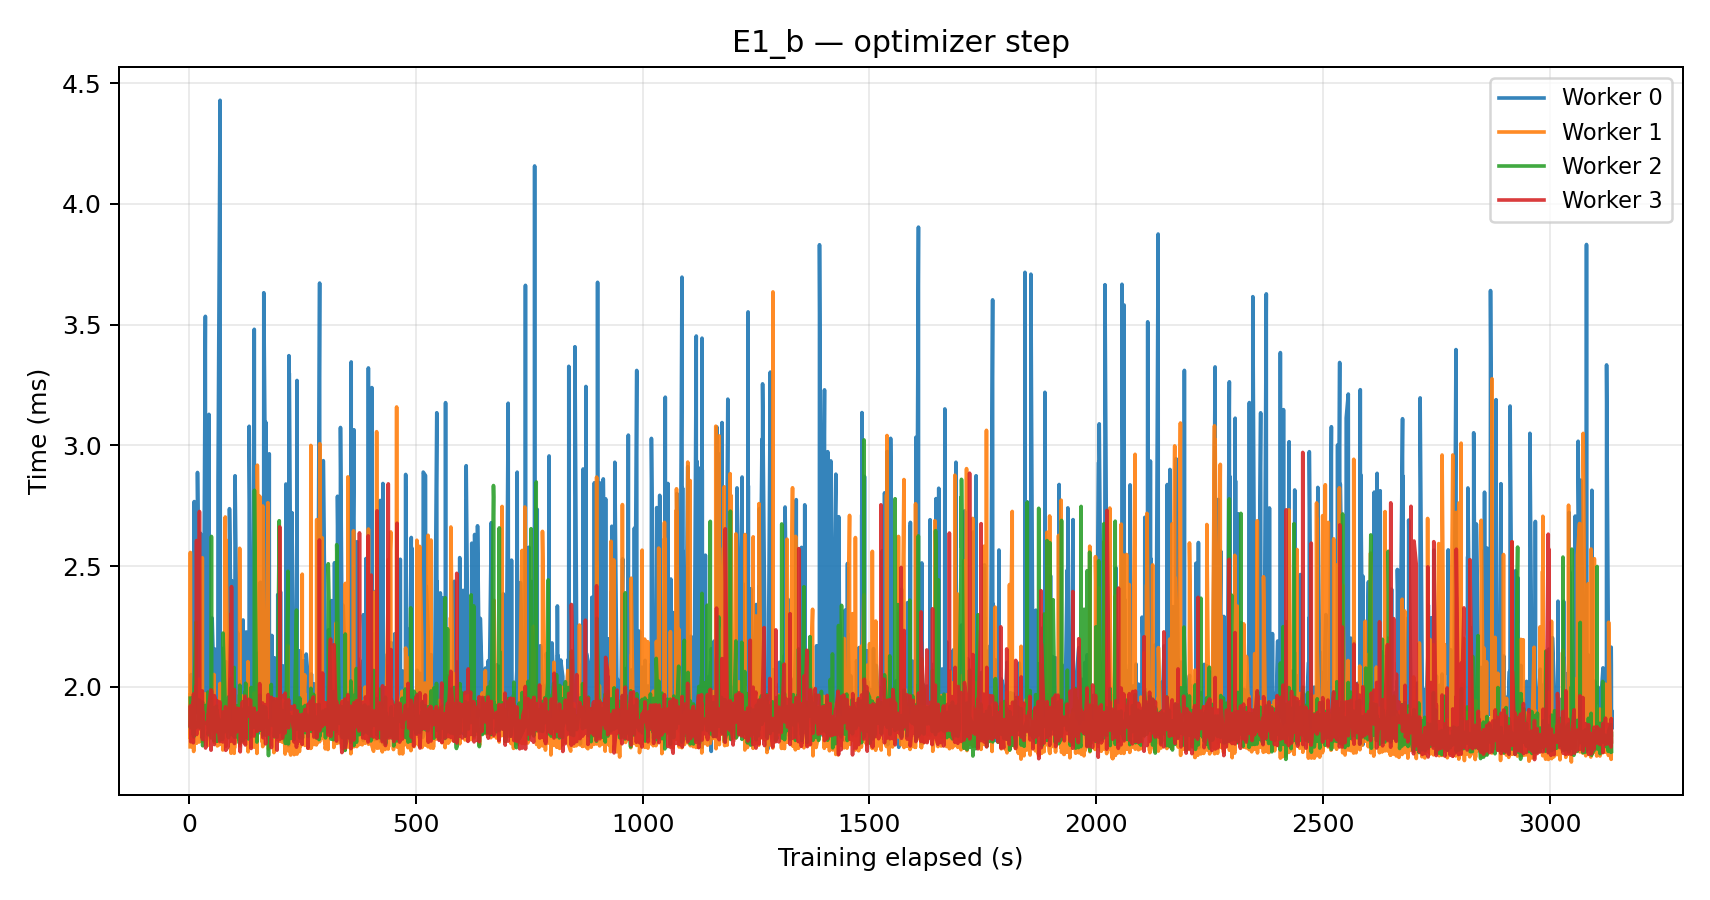 E1_b — optimizer step
4.5
4.0
3.5
3.0
2.5
2.0
Time (ms)
Worker 0
Worker 1
Worker 2
Worker 3
0
500
1000
1500
2000
2500
3000
Training elapsed (s)